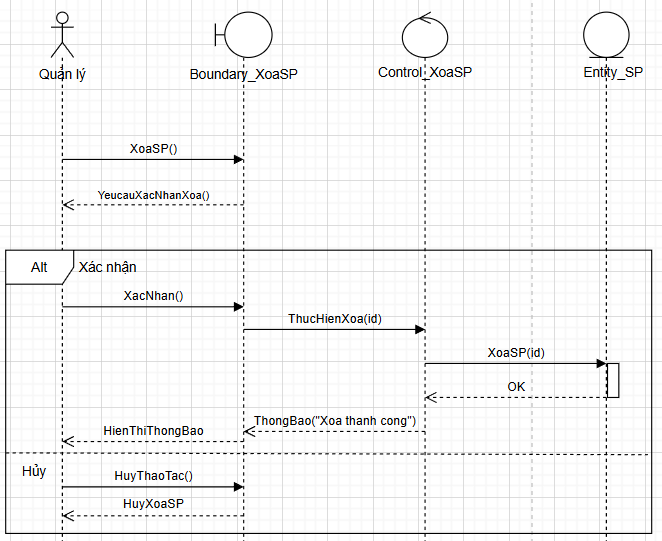 Quản lý
Boundary_XoaSP
Control_XoaSP
Entity_SP
XoaSP()
YeucauXacNhanXoa()
Alt
Xác nhận
XacNhan()
ThucHienXoa(id)
XoaSP(id)
OK
ThongBao("Xoa thanh cong")
HienThiThongBao
Hủy
HuyThaoTac()
HuyXoaSP